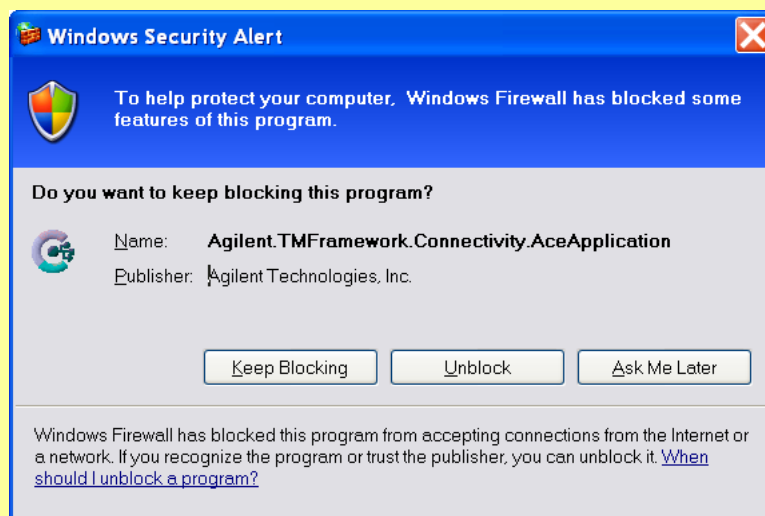 Windows Security Alert
To help protect your computer, Windows Firewall has blocked some
features of this program.
Do you want to keep blocking this program?
Name: Agilent.TMFramework.Connectivity.AceApplication
Publisher: Agilent Technologies, Inc.
Keep Blocking Unblock Ask Me Later
Windows Firewall has blocked this program from accepting connections from the Internet or
a network. If you recognize the program or trust the publisher, you can unblock it. When
should I unblock a program?